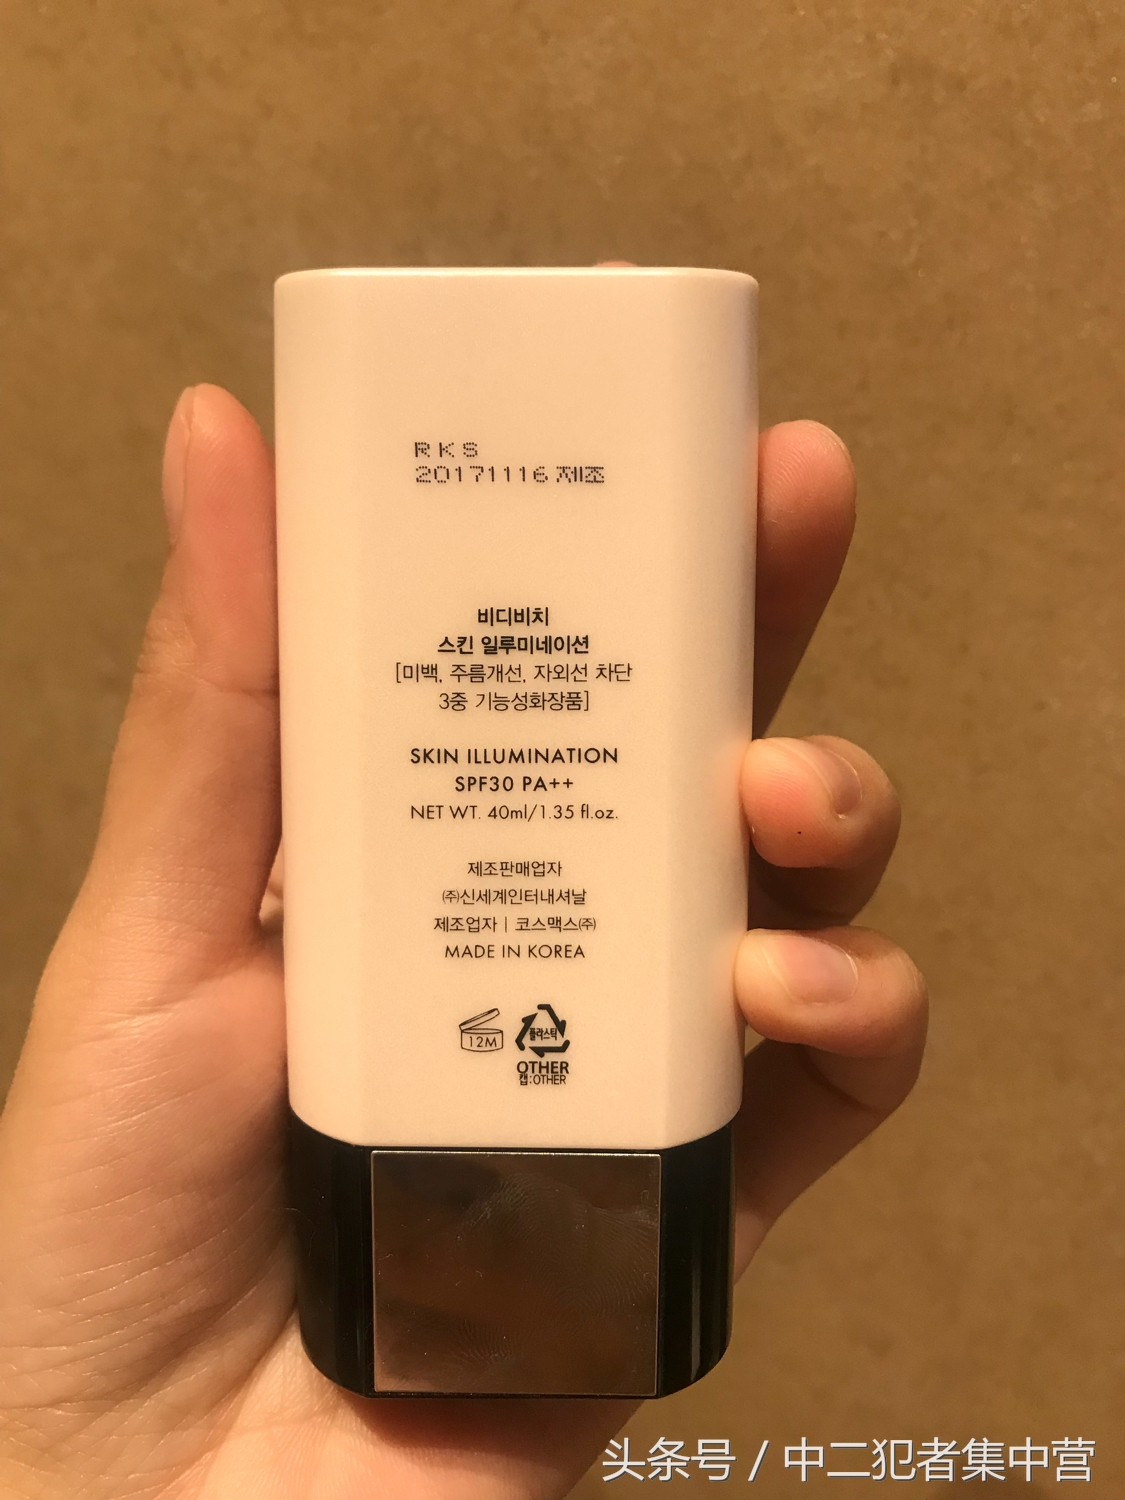 RKS
20171116 제조
비디비치
스킨 일루미네이션
[미백, 주름개선, 자외선 차단
3중 기능성화장품]
SKIN ILLUMINATION
SPF30 PA++
NET WT. 40ml/1.35 fl.oz.
제조판매업자
㈜신세계인터내셔날
제조업자 | 코스맥스㈜
MADE IN KOREA
12M
플라스틱
OTHER
캡:OTHER
头条号 / 中二犯者集中营